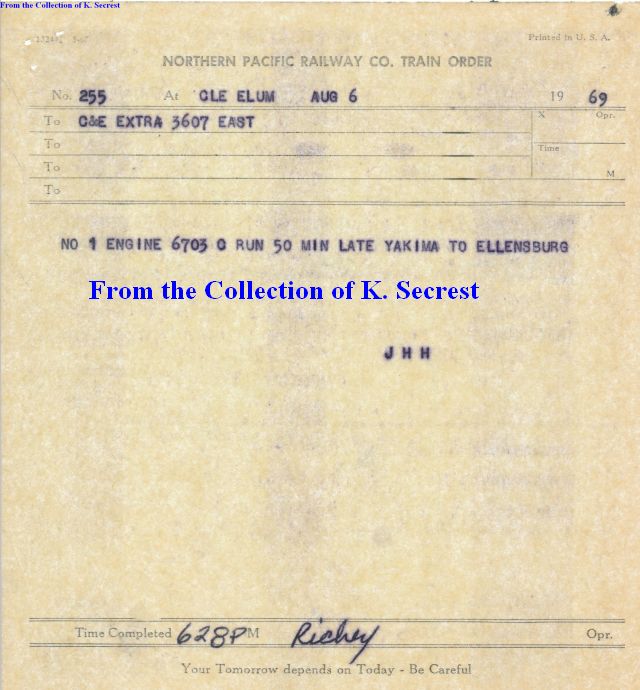 From the Collection of K. Secrest
Printed in U. S. A.
NORTHERN PACIFIC RAILWAY CO. TRAIN ORDER
No. 255 At CLE ELUM AUG 6 19 69
To C&E EXTRA 3607 EAST X Opr.
To
To Time
To M
NO 1 ENGINE 6703 C RUN 50 MIN LATE YAKIMA TO ELLENSBURG
From the Collection of K. Secrest
J H H
Time Completed 628P M Richey Opr.
Your Tomorrow depends on Today - Be Careful